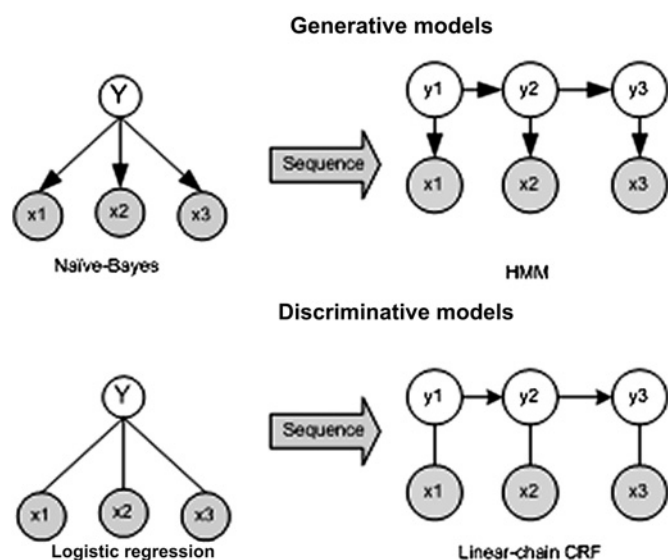 Generative models
Y
y1
y2
y3
Sequence
x1
x2
x3
x1
x2
x3
Naïve-Bayes
HMM
Discriminative models
Y
y1
y2
y3
Sequence
x1
x2
x3
x1
x2
x3
Logistic regression
Linear-chain CRF